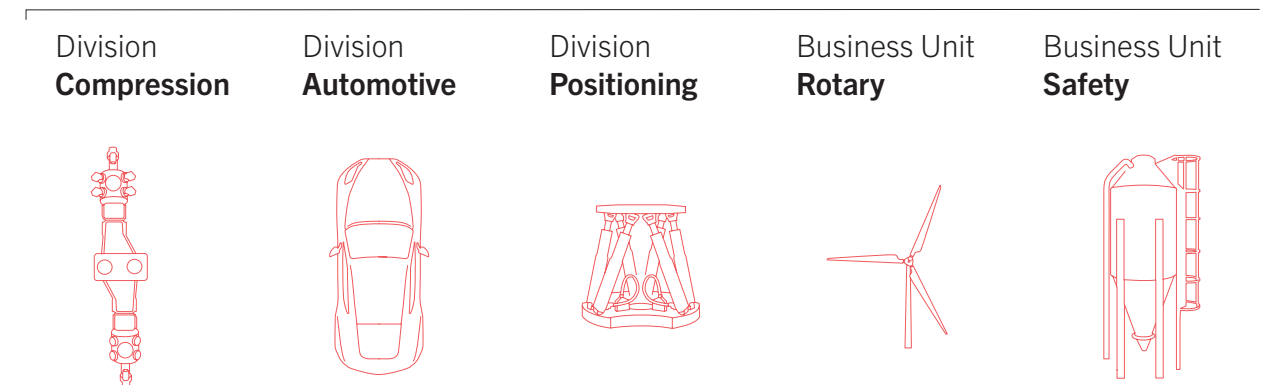 Division
Compression
Division
Automotive
Division
Positioning
Business Unit
Rotary
Business Unit
Safety